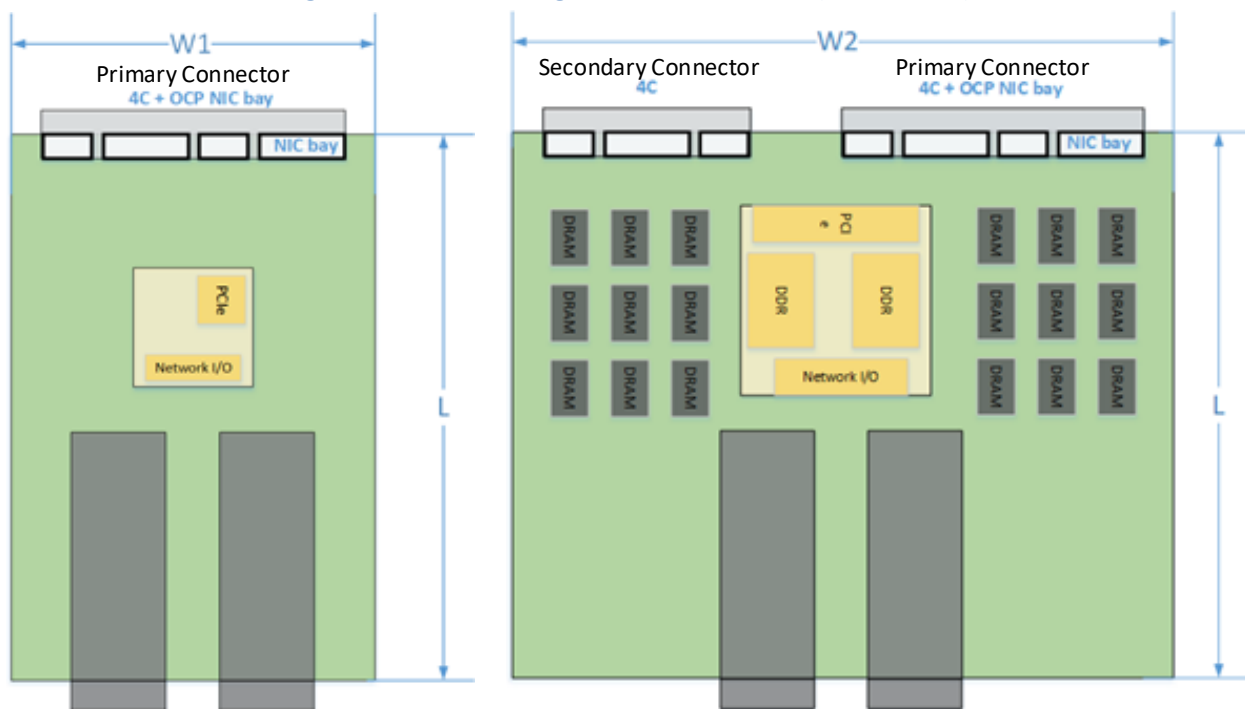 W1
Primary Connector
4C + OCP NIC bay
NIC bay
PCIe
Network I/O
L
W2
Secondary Connector
4C
Primary Connector
4C + OCP NIC bay
NIC bay
DRAM DRAM DRAM
DRAM DRAM DRAM
DRAM DRAM DRAM
PCI
e
DDR
DDR
Network I/O
DRAM DRAM DRAM
DRAM DRAM DRAM
DRAM DRAM DRAM
L